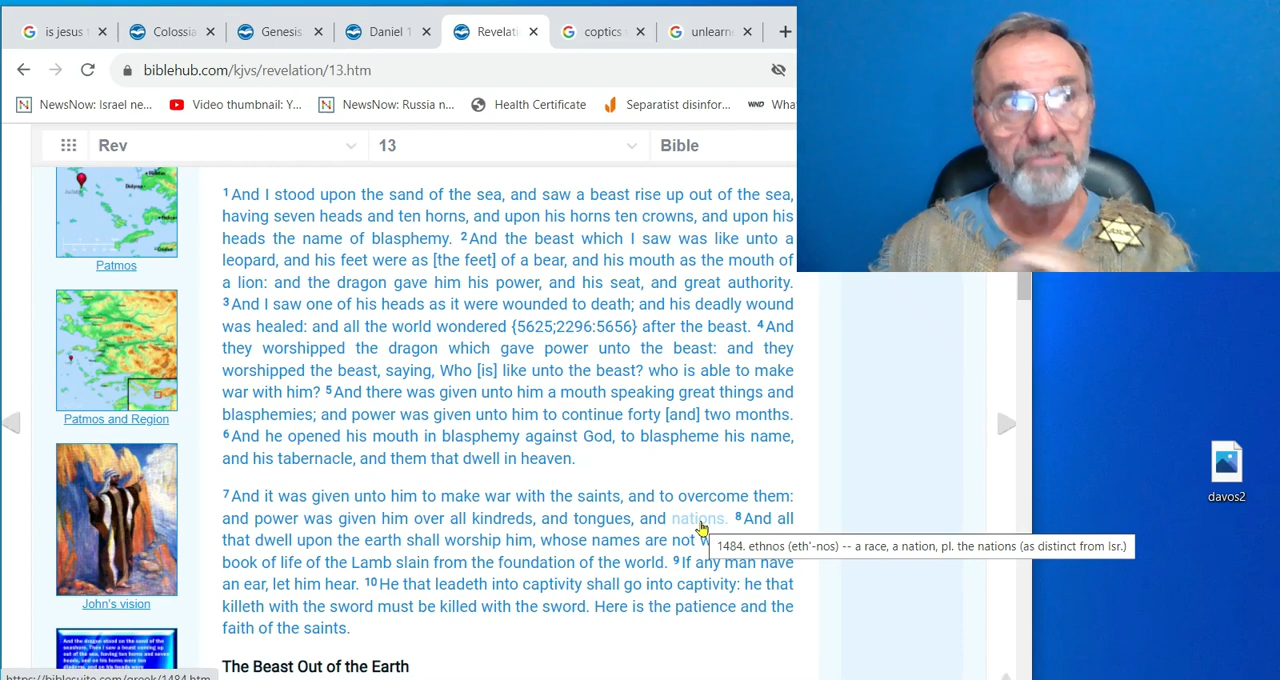 is jesus
Colossia
Genesis
Daniel 1
Revelati
coptics
unlearn
biblehub.com/kjvs/revelation/13.htm
NewsNow: Israel ne...
Video thumbnail: Y...
NewsNow: Russia n...
Health Certificate
Separatist disinfor...
WND
Wha
Rev
13
Bible
Patmos
Patmos and Region
John's vision
1 And I stood upon the sand of the sea, and saw a beast rise up out of the sea,
having seven heads and ten horns, and upon his horns ten crowns, and upon his
heads the name of blasphemy. 2 And the beast which I saw was like unto a
leopard, and his feet were as [the feet] of a bear, and his mouth as the mouth of
a lion: and the dragon gave him his power, and his seat, and great authority.
3 And I saw one of his heads as it were wounded to death; and his deadly wound
was healed: and all the world wondered {5625;2296:5656} after the beast. 4 And
they worshipped the dragon which gave power unto the beast: and they
worshipped the beast, saying, Who [is] like unto the beast? who is able to make
war with him? 5 And there was given unto him a mouth speaking great things and
blasphemies; and power was given unto him to continue forty [and] two months.
6 And he opened his mouth in blasphemy against God, to blaspheme his name,
and his tabernacle, and them that dwell in heaven.
7 And it was given unto him to make war with the saints, and to overcome them:
and power was given him over all kindreds, and tongues, and nations. 8 And all
that dwell upon the earth shall worship him, whose names are not w
1484. ethnos (eth'-nos) -- a race, a nation, pl. the nations (as distinct from Isr.)
book of life of the Lamb slain from the foundation of the world. 9 If any man have
an ear, let him hear. 10 He that leadeth into captivity shall go into captivity: he that
killeth with the sword must be killed with the sword. Here is the patience and the
faith of the saints.
The Beast Out of the Earth
davos2
https://biblesuite.com/greek/1484.htm